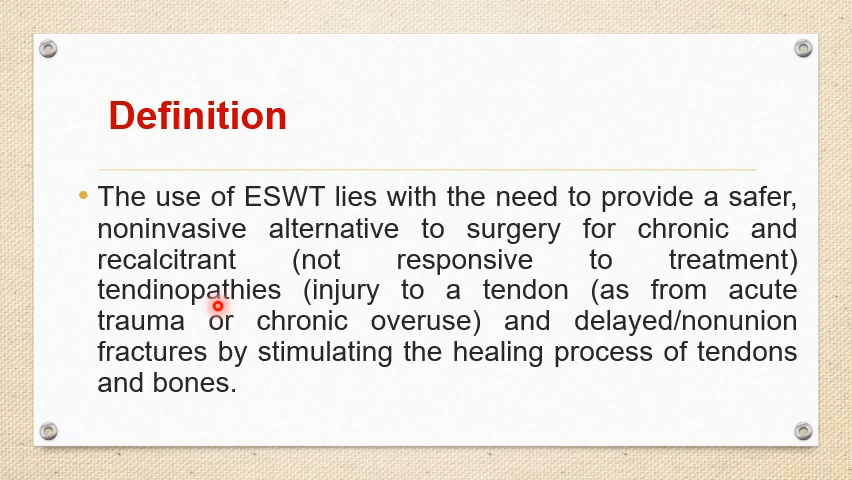 Definition
• The use of ESWT lies with the need to provide a safer,
noninvasive alternative to surgery for chronic and
recalcitrant (not responsive to treatment)
tendinopathies (injury to a tendon (as from acute
trauma or chronic overuse) and delayed/nonunion
fractures by stimulating the healing process of tendons
and bones.